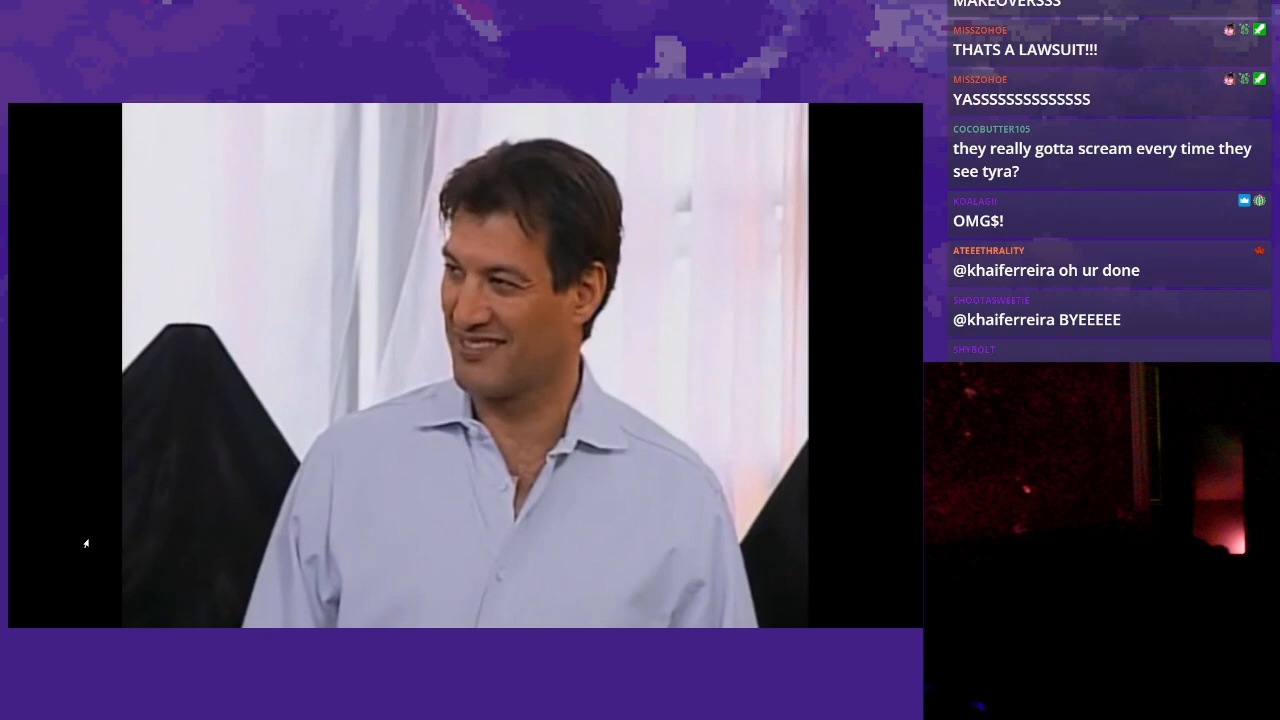 MAKEOVERSSS
MISSZOHOE
THATS A LAWSUIT!!!
MISSZOHOE
YASSSSSSSSSSSSSS
COCOBUTTER105
they really gotta scream every time they
see tyra?
KOALAGII
OMG$!
ATEEETHRALITY
@khaiferreira oh ur done
SHOOTASWEETIE
@khaiferreira BYEEEEE
SHYBOLT